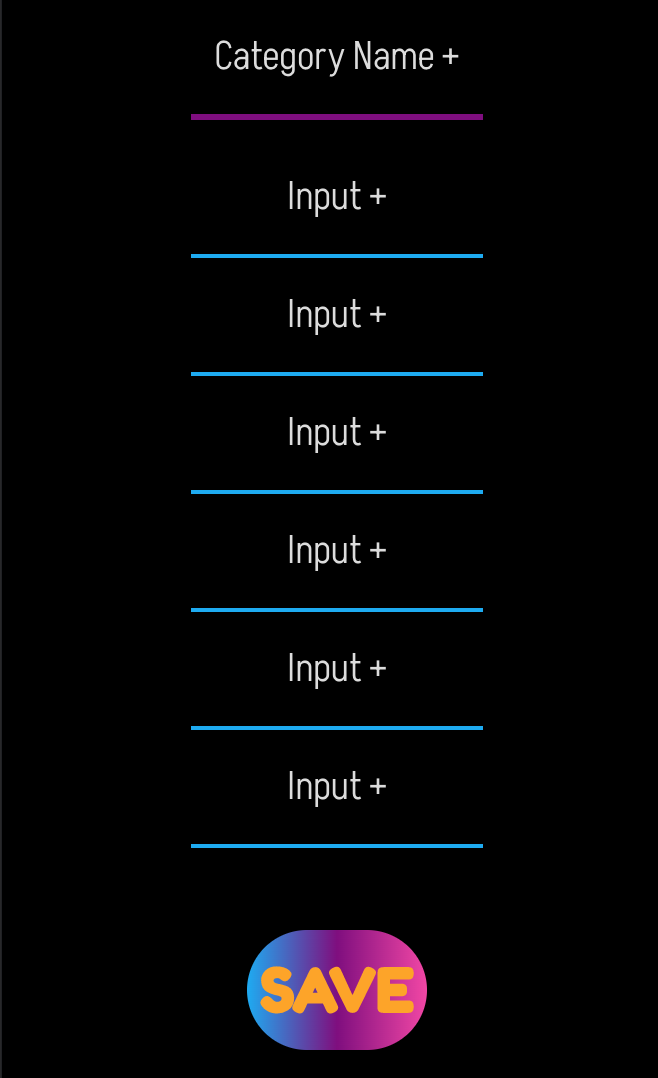 Category Name +
Input +
Input +
Input +
Input +
Input +
Input +
SAVE